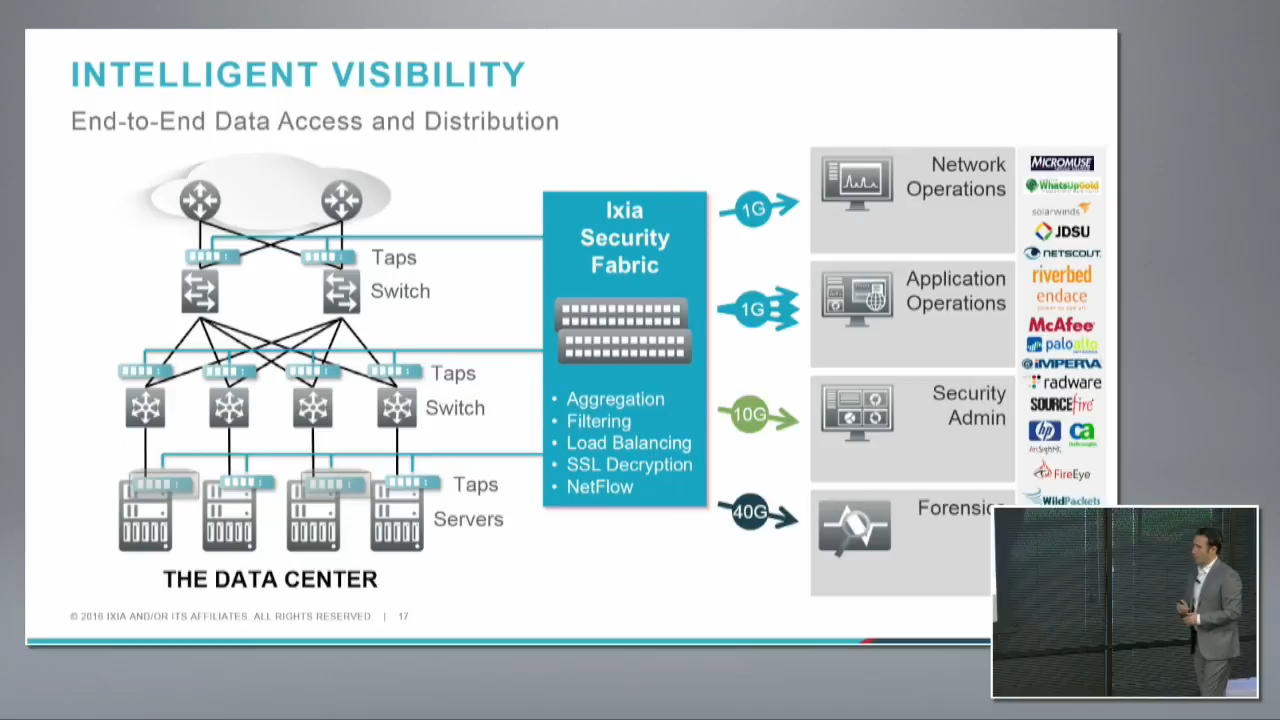 INTELLIGENT VISIBILITY
End-to-End Data Access and Distribution
Taps
Switch
Taps
Switch
Taps
Servers
THE DATA CENTER
Ixia
Security
Fabric
• Aggregation
• Filtering
• Load Balancing
• SSL Decryption
• NetFlow
1G
1G
10G
40G
Network
Operations
Application
Operations
Security
Admin
Forensics
MICROMUSE
WhatsUpGold
solarwinds
JDSU
NETSCOUT
riverbed
endace
McAfee
paloalto
IMPERVA
radware
SOURCEfire
hp
ca
ArcSight
FireEye
WildPackets
© 2016 IXIA AND/OR ITS AFFILIATES. ALL RIGHTS RESERVED. | 17